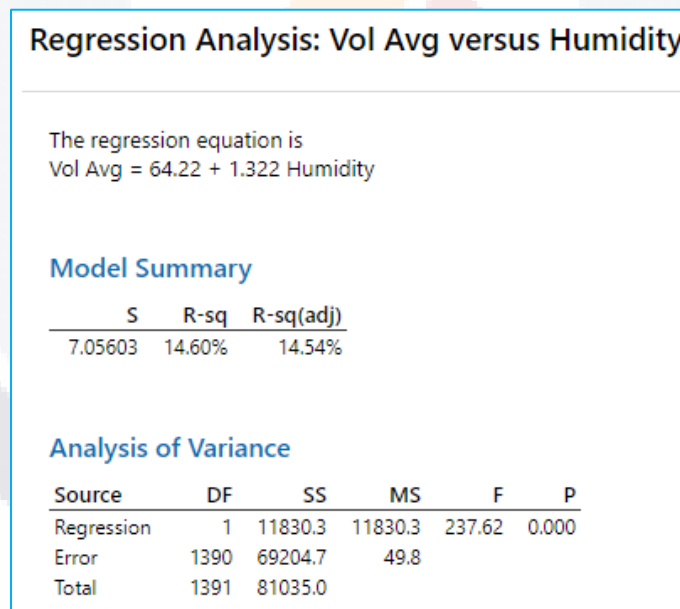 Regression Analysis: Vol Avg versus Humidity
The regression equation is
Vol Avg = 64.22 + 1.322 Humidity
Model Summary
S R-sq R-sq(adj)
7.05603 14.60% 14.54%
Analysis of Variance
Source DF SS MS F P
Regression 1 11830.3 11830.3 237.62 0.000
Error 1390 69204.7 49.8
Total 1391 81035.0